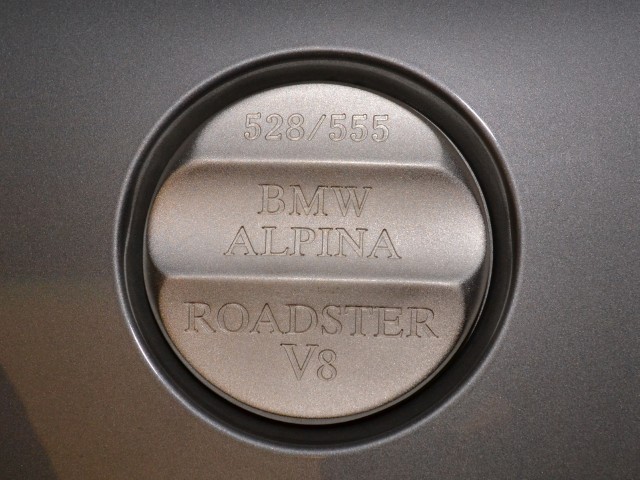 528/555
BMW
ALPINA
ROADSTER
V8